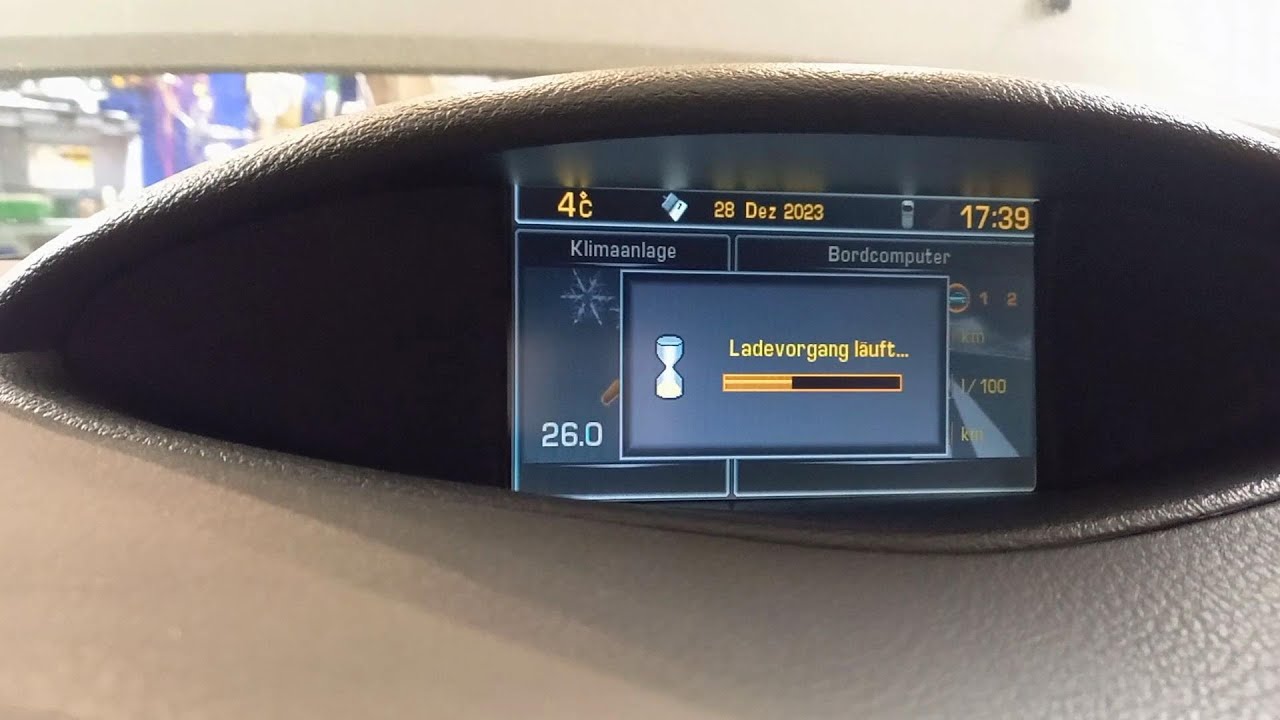 4°C 28 Dez 2023 17:39
Klimaanlage Bordcomputer
1 2
km
Ladevorgang läuft...
l/100
26.0 km